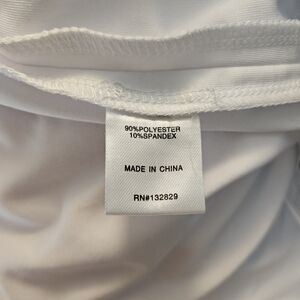 90%POLYESTER
10%SPANDEX
MADE IN CHINA
RN#132829